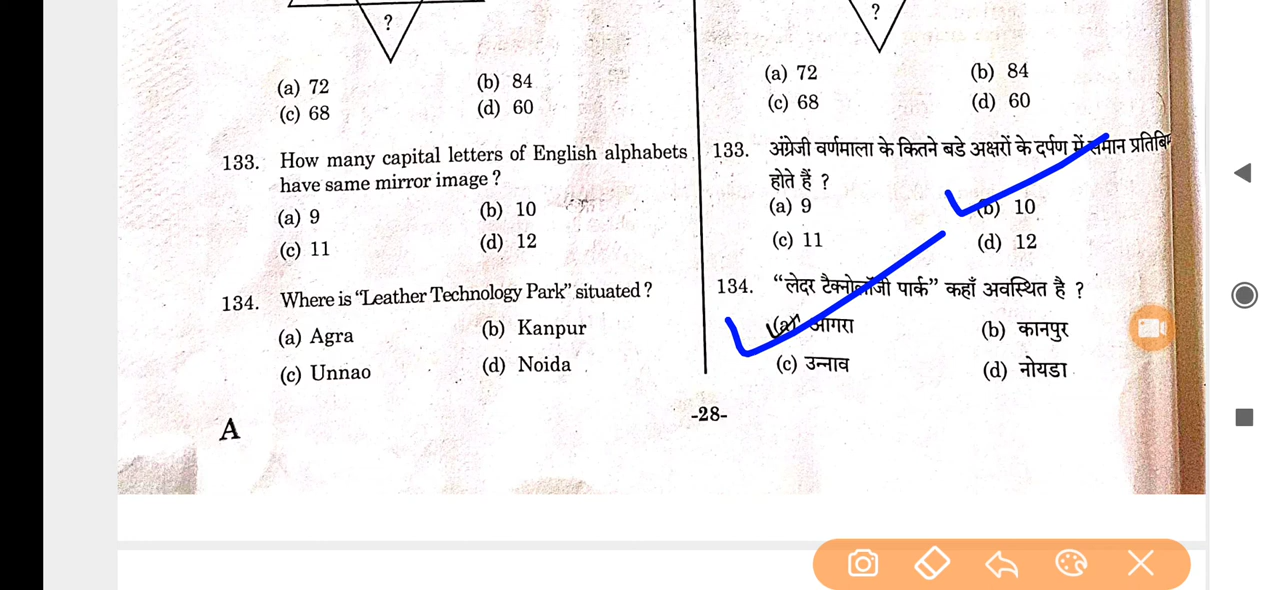 ?
(a) 72
(b) 84
(c) 68
(d) 60
133. How many capital letters of English alphabets
have same mirror image ?
(a) 9
(b) 10
(c) 11
(d) 12
134. Where is “Leather Technology Park” situated ?
(a) Agra
(b) Kanpur
(c) Unnao
(d) Noida
A
?
(a) 72
(b) 84
(c) 68
(d) 60
133. अंग्रेजी वर्णमाला के कितने बडे अक्षरों के दर्पण में समान
होते हैं ?
(a) 9
(b) 10
(c) 11
(d) 12
134. “लेदर टैक्नोलॉजी पार्क” कहाँ अवस्थित है ?
(a) आगरा
(b) कानपुर
(c) उन्नाव
(d) नोयडा
-28-